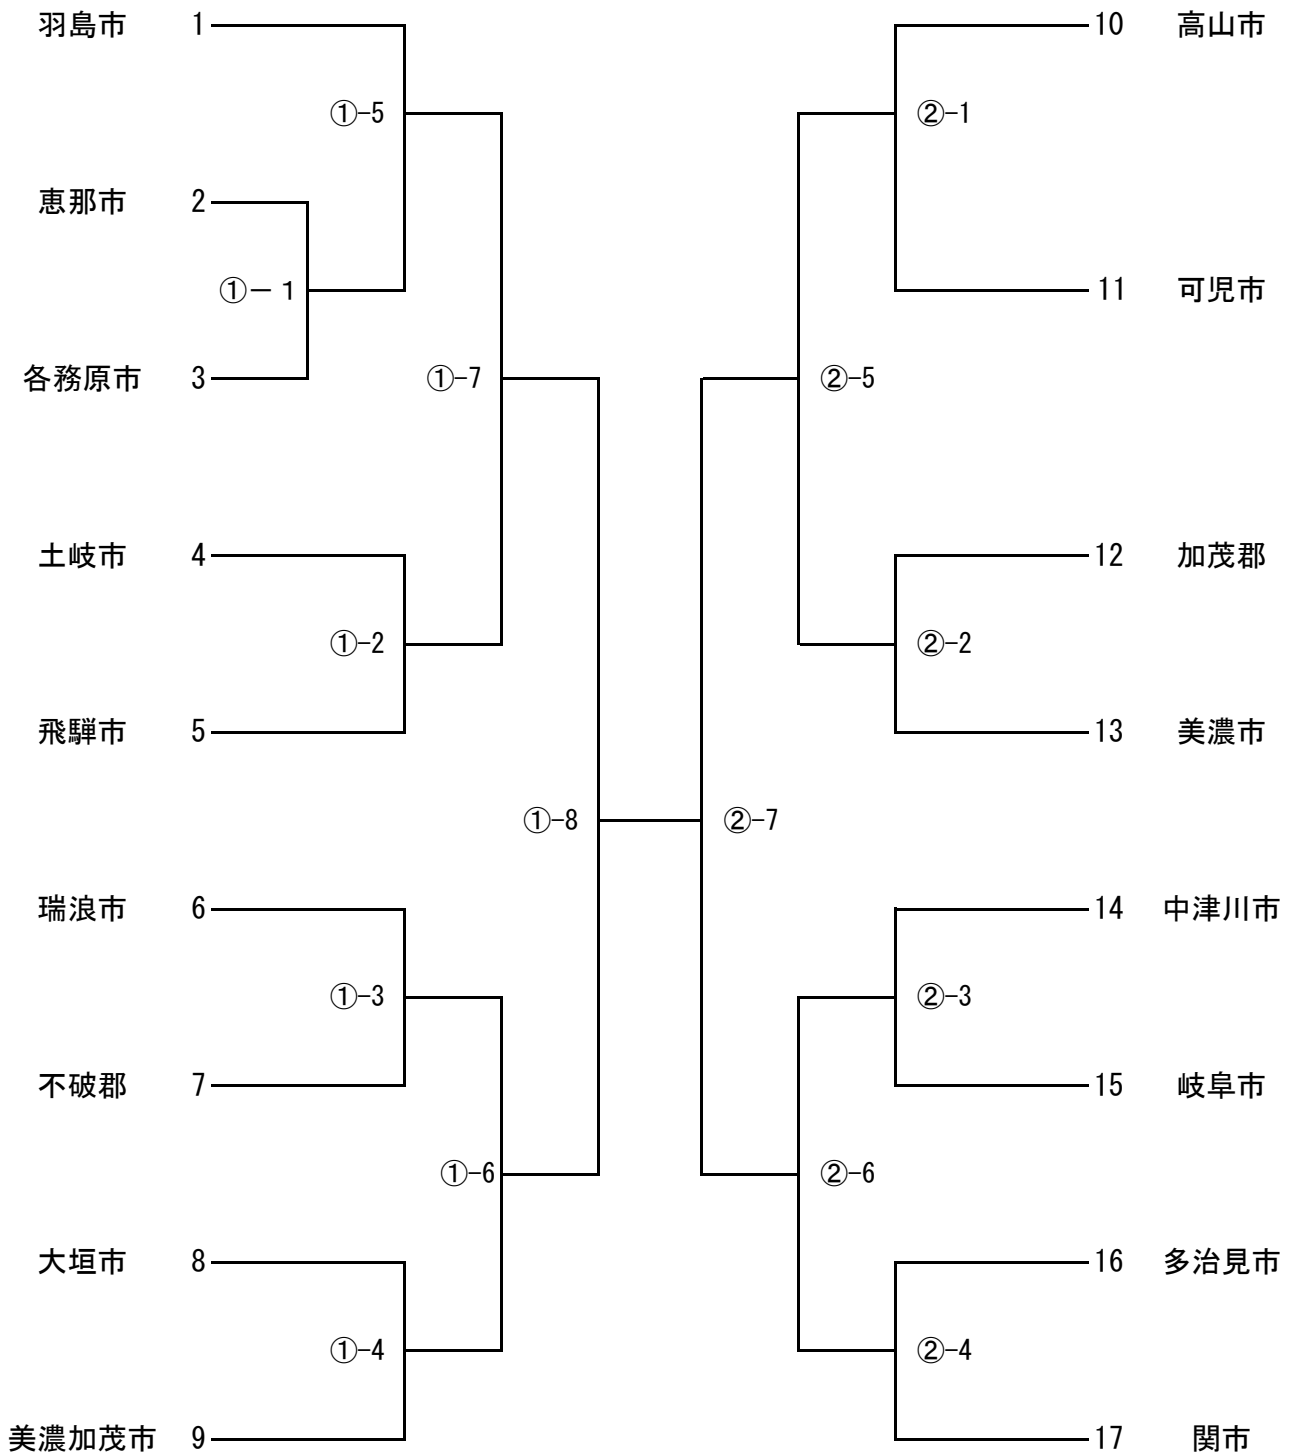 羽島市 1
①-5
恵那市 2
①－１
各務原市 3
①-7
土岐市 4
①-2
飛騨市 5
①-8
瑞浪市 6
①-3
不破郡 7
①-6
大垣市 8
①-4
美濃加茂市 9
10 高山市
②-1
11 可児市
②-5
12 加茂郡
②-2
13 美濃市
②-7
14 中津川市
②-3
15 岐阜市
②-6
16 多治見市
②-4
17 関市